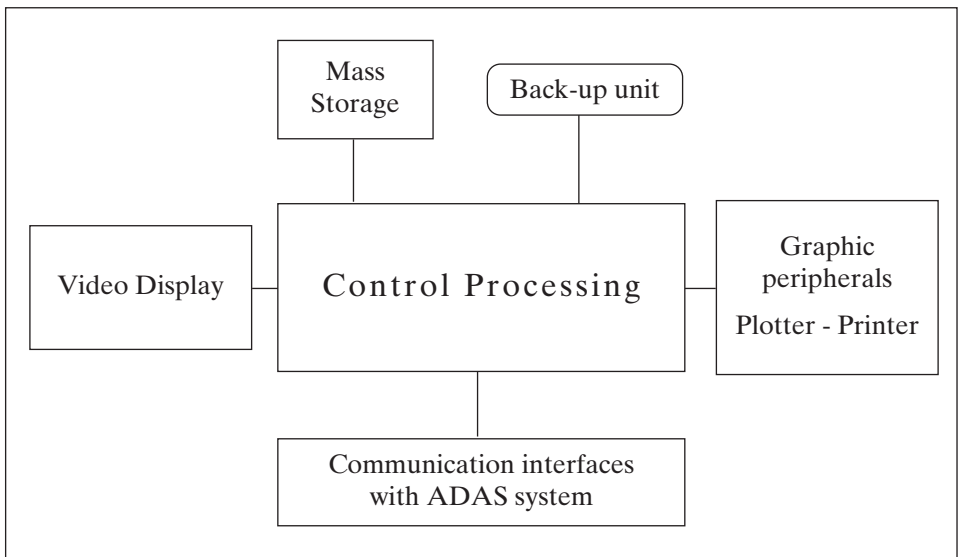 Mass
Storage
Back-up unit
Video Display
Control Processing
Graphic
peripherals
Plotter - Printer
Communication interfaces
with ADAS system